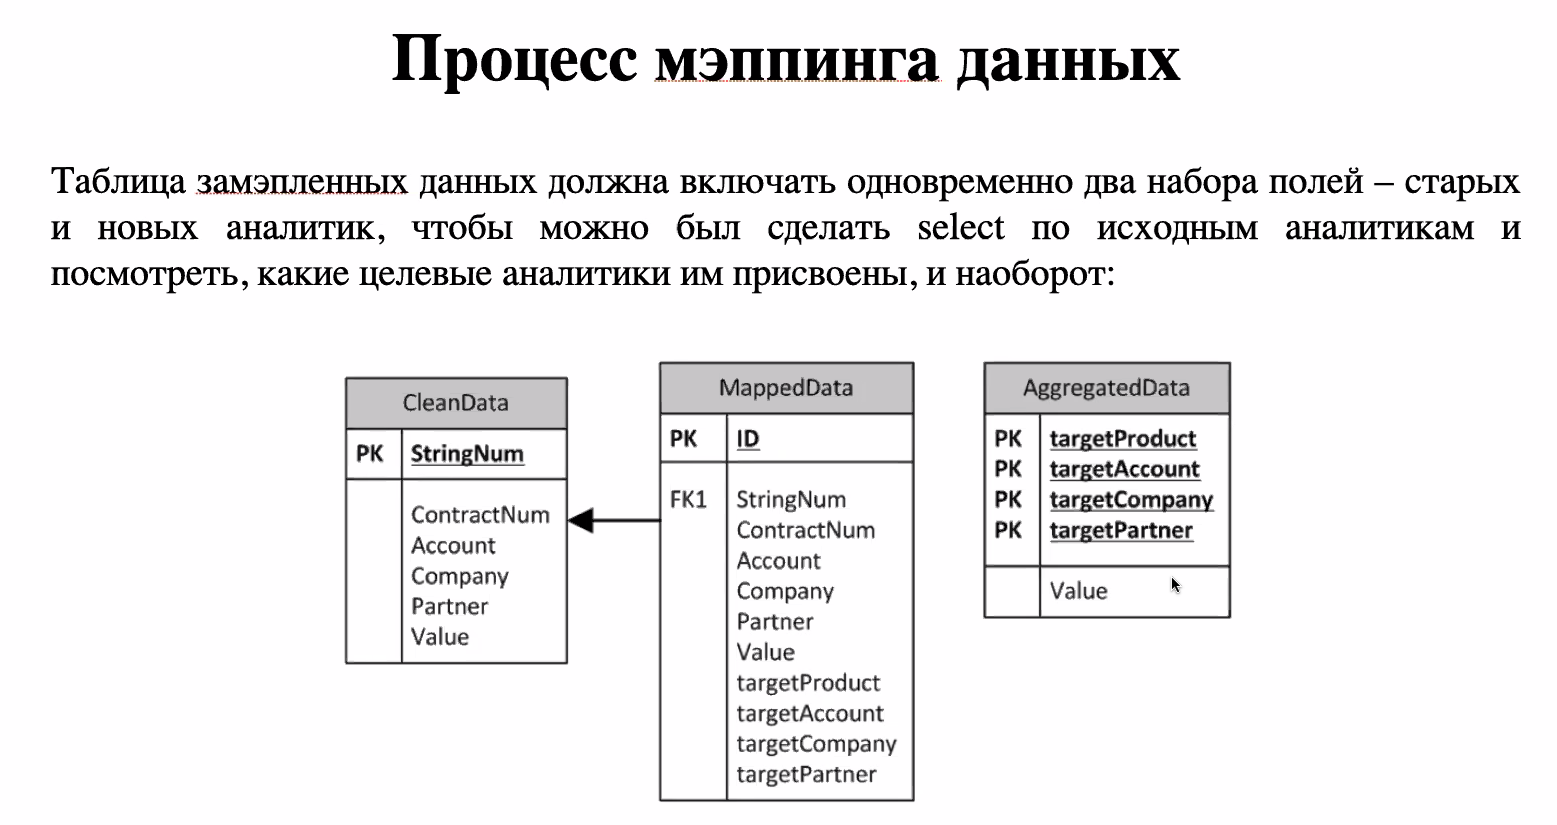 Процесс мэппинга данных
Таблица замэпленных данных должна включать одновременно два набора полей – старых
и новых аналитик, чтобы можно был сделать select по исходным аналитикам и
посмотреть, какие целевые аналитики им присвоены, и наоборот:
CleanData
PK StringNum
ContractNum
Account
Company
Partner
Value
MappedData
PK ID
FK1 StringNum
ContractNum
Account
Company
Partner
Value
targetProduct
targetAccount
targetCompany
targetPartner
AggregatedData
PK targetProduct
PK targetAccount
PK targetCompany
PK targetPartner
Value